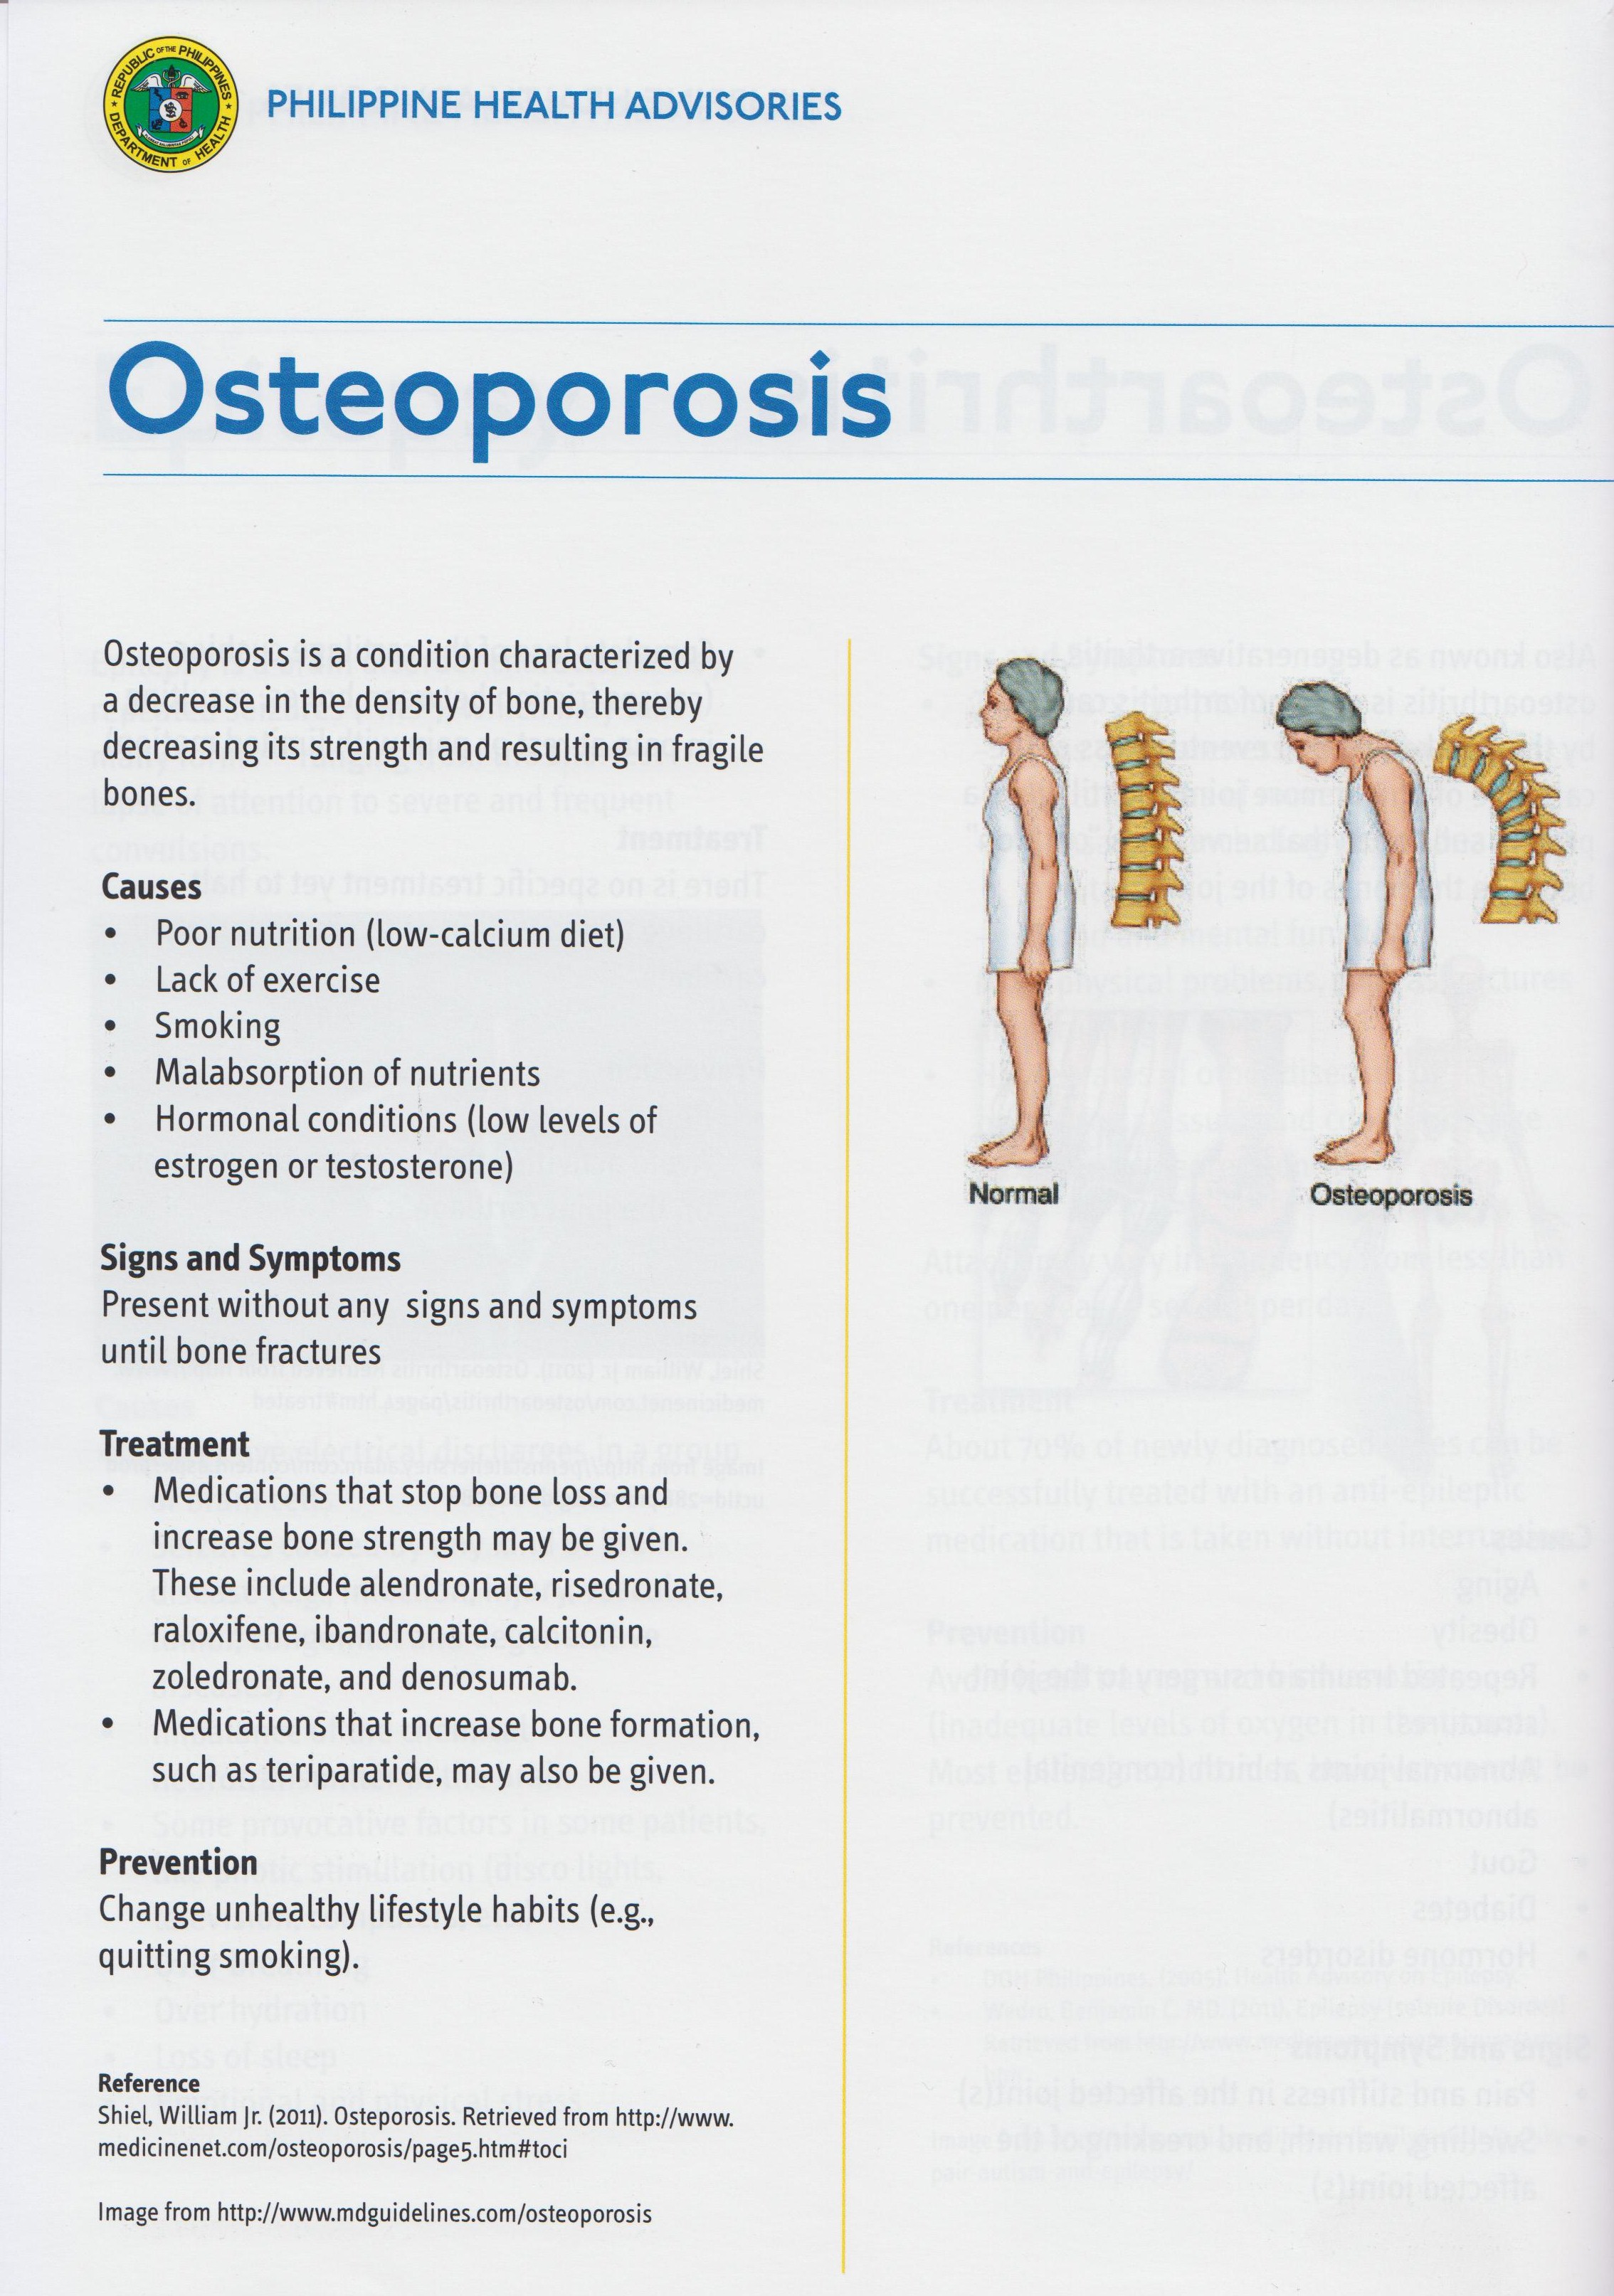 REPUBLIC OF THE PHILIPPINES
DEPARTMENT OF HEALTH
PHILIPPINE HEALTH ADVISORIES
Osteoporosis
Osteoporosis is a condition characterized by
a decrease in the density of bone, thereby
decreasing its strength and resulting in fragile
bones.
Causes
• Poor nutrition (low-calcium diet)
• Lack of exercise
• Smoking
• Malabsorption of nutrients
• Hormonal conditions (low levels of
estrogen or testosterone)
Signs and Symptoms
Present without any signs and symptoms
until bone fractures
Treatment
• Medications that stop bone loss and
increase bone strength may be given.
These include alendronate, risedronate,
raloxifene, ibandronate, calcitonin,
zoledronate, and denosumab.
• Medications that increase bone formation,
such as teriparatide, may also be given.
Prevention
Change unhealthy lifestyle habits (e.g.,
quitting smoking).
Reference
Shiel, William Jr. (2011). Osteporosis. Retrieved from http://www.
medicinenet.com/osteoporosis/page5.htm#toci
Image from http://www.mdguidelines.com/osteoporosis
Normal
Osteoporosis